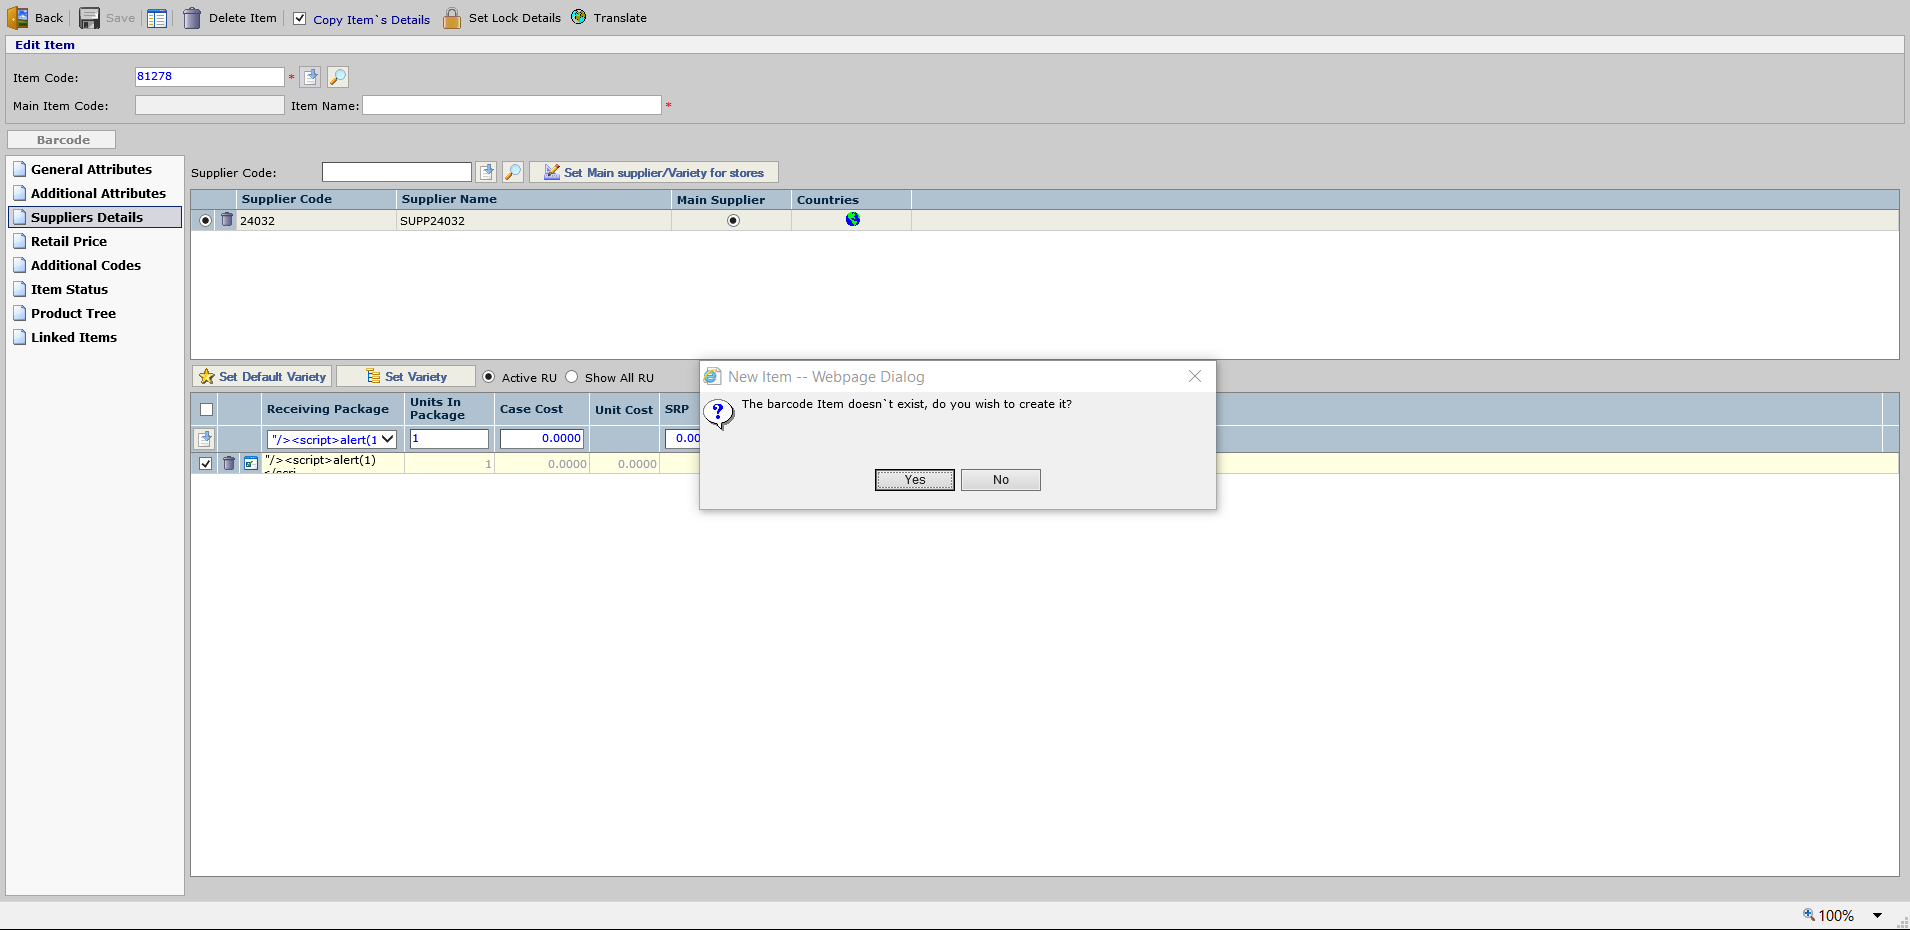 Back Save Delete Item Copy Item`s Details Set Lock Details Translate
Edit Item
Item Code: 81278 *
Main Item Code: Item Name: *
Barcode
General Attributes
Additional Attributes
Suppliers Details
Retail Price
Additional Codes
Item Status
Product Tree
Linked Items
Supplier Code: Set Main supplier/Variety for stores
Supplier Code Supplier Name Main Supplier Countries
24032 SUPP24032
Set Default Variety Set Variety Active RU Show All RU
Receiving Package Units In Package Case Cost Unit Cost SRP
"/><script>alert(1 1 0.0000 0.00
"/><script>alert(1) 1 0.0000 0.0000
</scri
New Item -- Webpage Dialog
The barcode Item doesn`t exist, do you wish to create it?
Yes No
100%